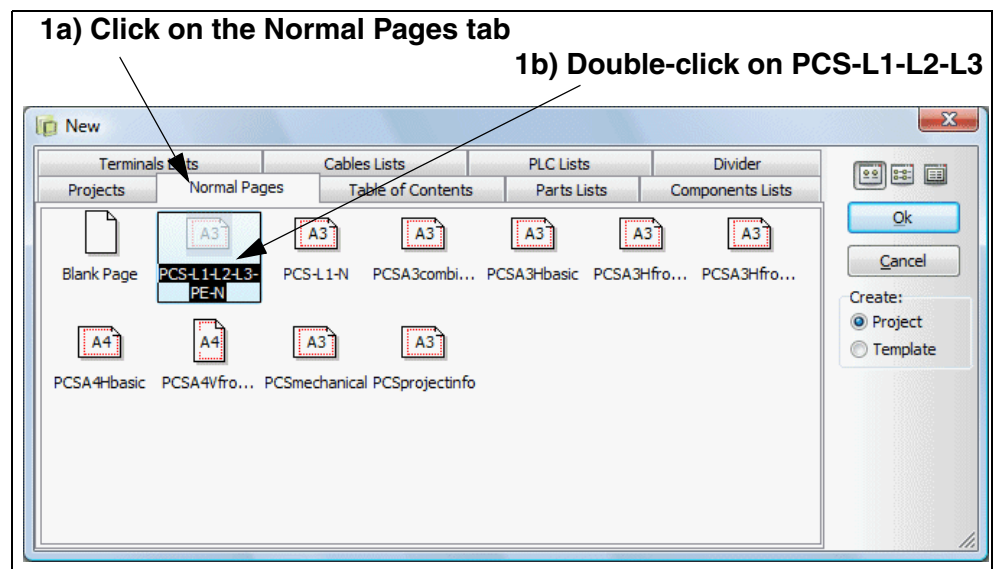 1a) Click on the Normal Pages tab
1b) Double-click on PCS-L1-L2-L3
New
Terminals Lists Cables Lists PLC Lists Divider
Projects Normal Pages Table of Contents Parts Lists Components Lists
A3 A3 A3 A3 A3 A3
Blank Page PCS-L1-L2-L3- PCS-L1-N PCSA3combi... PCSA3Hbasic PCSA3Hfro... PCSA3Hfro...
PE-N
A4 A4 A3 A3
PCSA4Hbasic PCSA4Vfro... PCSmechanical PCSprojectinfo
Ok
Cancel
Create:
Project
Template